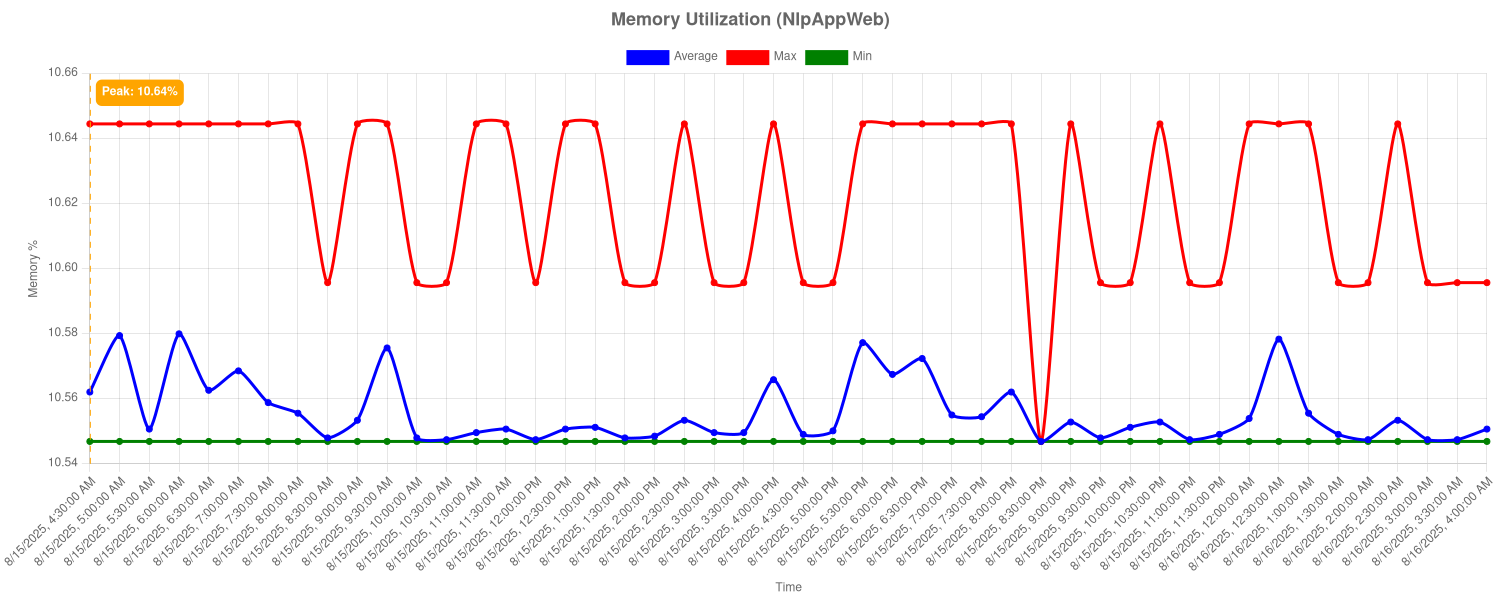 Memory Utilization (NlpAppWeb)
Average Max Min
Peak: 10.64%
10.66
10.64
10.62
10.60
10.58
10.56
10.54
Memory %
8/15/2025, 4:30:00 AM
8/15/2025, 5:00:00 AM
8/15/2025, 5:30:00 AM
8/15/2025, 6:00:00 AM
8/15/2025, 6:30:00 AM
8/15/2025, 7:00:00 AM
8/15/2025, 7:30:00 AM
8/15/2025, 8:00:00 AM
8/15/2025, 8:30:00 AM
8/15/2025, 9:00:00 AM
8/15/2025, 9:30:00 AM
8/15/2025, 10:00:00 AM
8/15/2025, 10:30:00 AM
8/15/2025, 11:00:00 AM
8/15/2025, 11:30:00 AM
8/15/2025, 12:00:00 PM
8/15/2025, 12:30:00 PM
8/15/2025, 1:00:00 PM
8/15/2025, 1:30:00 PM
8/15/2025, 2:00:00 PM
8/15/2025, 2:30:00 PM
8/15/2025, 3:00:00 PM
8/15/2025, 3:30:00 PM
8/15/2025, 4:00:00 PM
8/15/2025, 4:30:00 PM
8/15/2025, 5:00:00 PM
8/15/2025, 5:30:00 PM
8/15/2025, 6:00:00 PM
8/15/2025, 6:30:00 PM
8/15/2025, 7:00:00 PM
8/15/2025, 7:30:00 PM
8/15/2025, 8:00:00 PM
8/15/2025, 8:30:00 PM
8/15/2025, 9:00:00 PM
8/15/2025, 9:30:00 PM
8/15/2025, 10:00:00 PM
8/15/2025, 10:30:00 PM
8/15/2025, 11:00:00 PM
8/15/2025, 11:30:00 PM
8/16/2025, 12:00:00 AM
8/16/2025, 12:30:00 AM
8/16/2025, 1:00:00 AM
8/16/2025, 1:30:00 AM
8/16/2025, 2:00:00 AM
8/16/2025, 2:30:00 AM
8/16/2025, 3:00:00 AM
8/16/2025, 3:30:00 AM
8/16/2025, 4:00:00 AM
Time